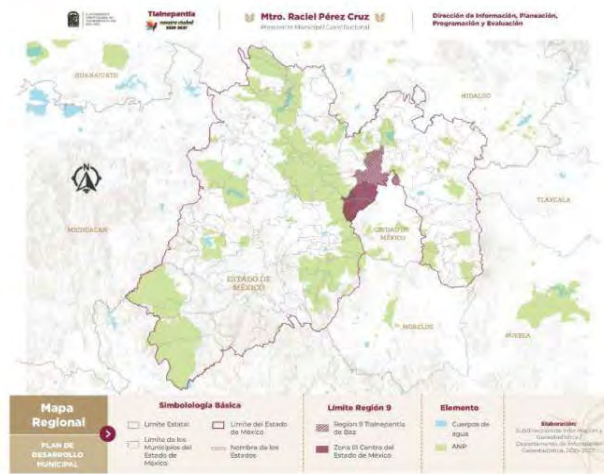 Tlalnepantla
nuestra ciudad
Mtro. Raciel Pérez Cruz
Presidente Municipal Constitucional
Dirección de Información, Planeación,
Programación y Evaluación
GUANAJUATO
HIDALGO
N
TLAXCALA
MICHOACÁN
CIUDAD DE
MÉXICO
ESTADO DE
MÉXICO
MORELOS
PUEBLA
Mapa
Regional
PLAN DE
DESARROLLO
MUNICIPAL
Simbolología Básica
Límite Estatal
Límite de los
Municipios del
Estado de
México
Límite del Estado
de México
Nombre de los
Estados
Límite Región 9
Región 9 Tlalnepantla
de Baz
Zona III Centro del
Estado de México
Elemento
Cuerpos de
agua
ANP
Elaboración: